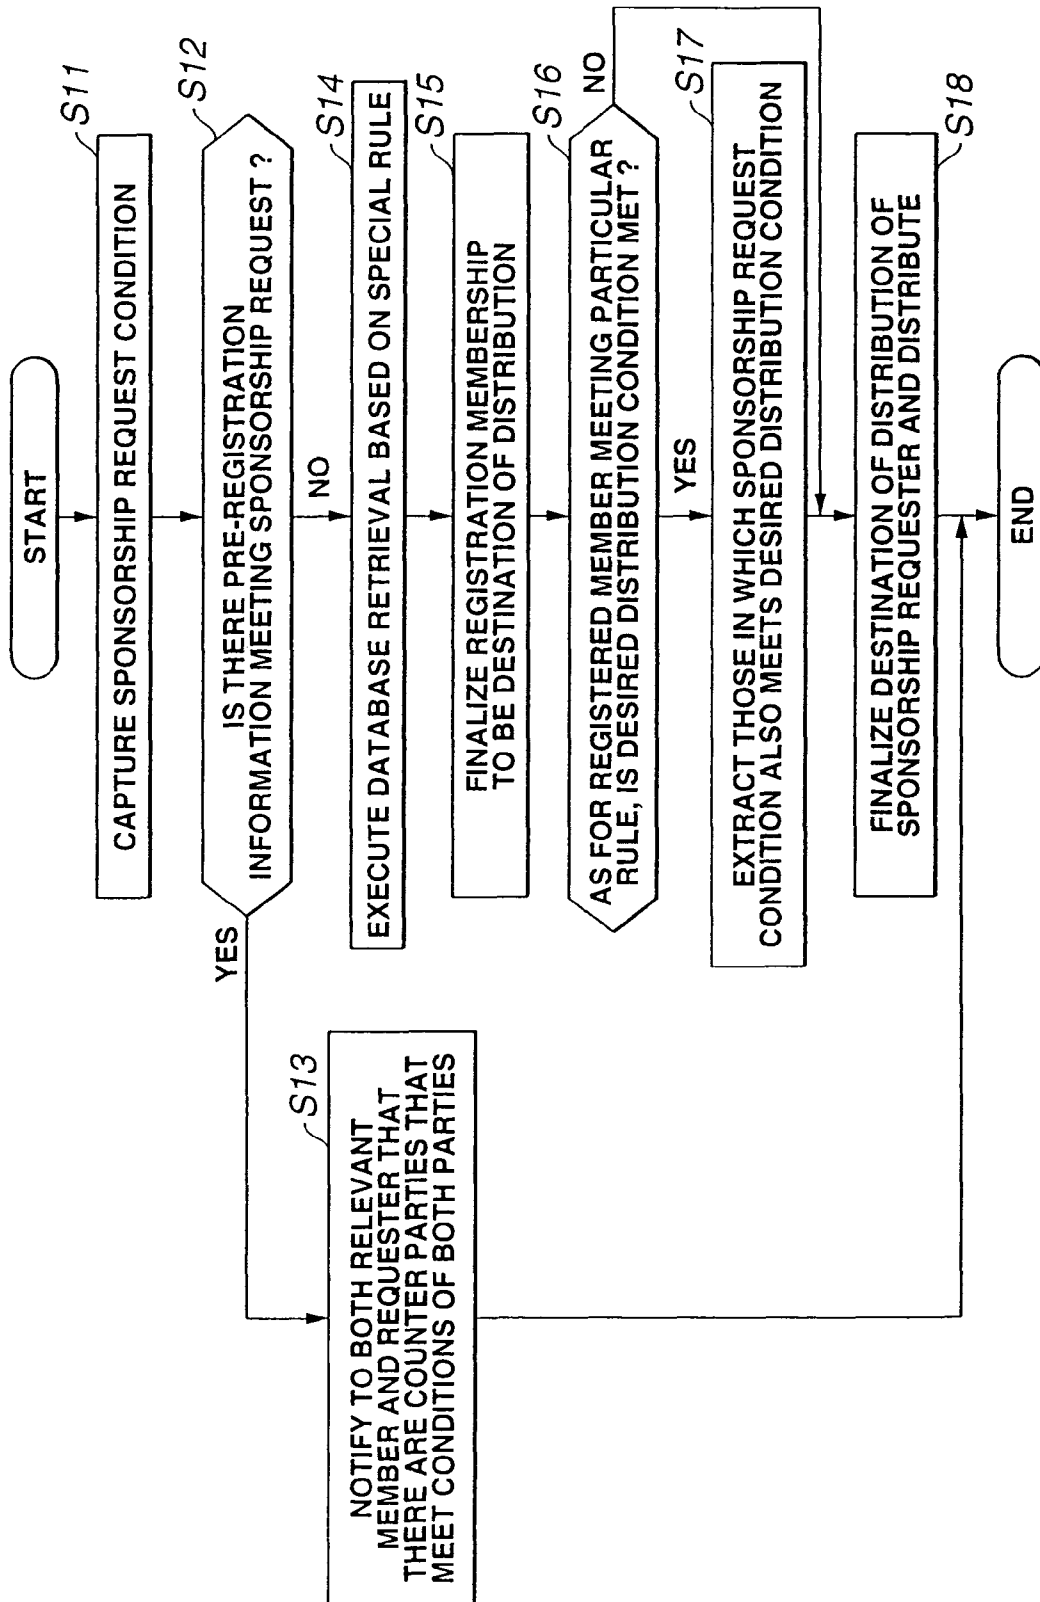 START
S11
CAPTURE SPONSORSHIP REQUEST CONDITION
S12
IS THERE PRE-REGISTRATION
INFORMATION MEETING SPONSORSHIP REQUEST ?
YES
NO
S13
NOTIFY TO BOTH RELEVANT
MEMBER AND REQUESTER THAT
THERE ARE COUNTER PARTIES THAT
MEET CONDITIONS OF BOTH PARTIES
S14
EXECUTE DATABASE RETRIEVAL BASED ON SPECIAL RULE
S15
FINALIZE REGISTRATION MEMBERSHIP
TO BE DESTINATION OF DISTRIBUTION
S16
AS FOR REGISTERED MEMBER MEETING PARTICULAR
RULE, IS DESIRED DISTRIBUTION CONDITION MET ?
NO
YES
S17
EXTRACT THOSE IN WHICH SPONSORSHIP REQUEST
CONDITION ALSO MEETS DESIRED DISTRIBUTION CONDITION
S18
FINALIZE DESTINATION OF DISTRIBUTION OF
SPONSORSHIP REQUESTER AND DISTRIBUTE
END